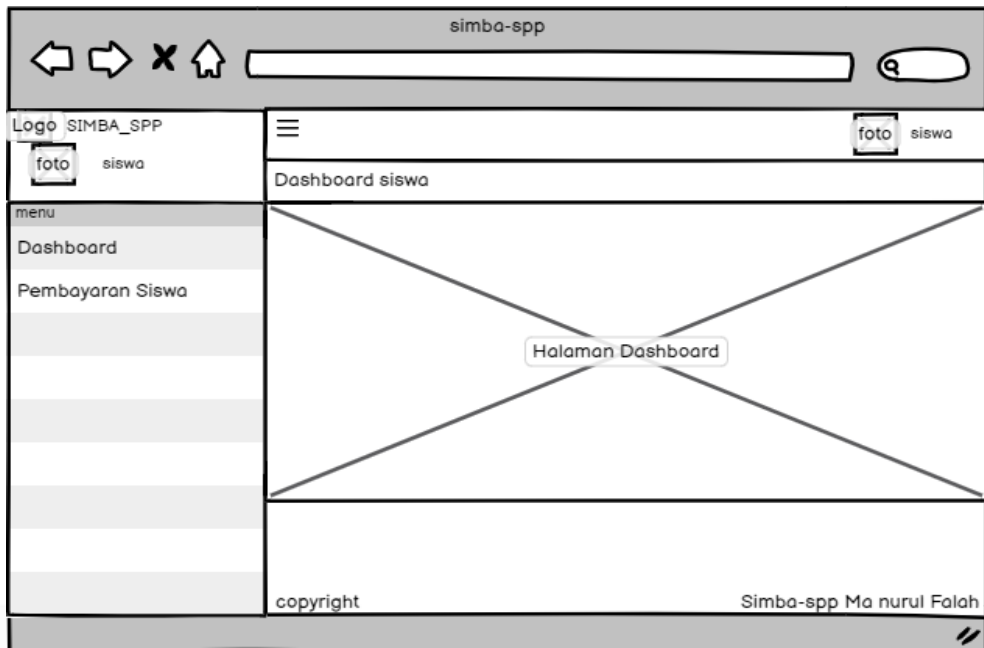 simba-spp
Logo SIMBA_SPP
foto siswa
foto siswa
Dashboard siswa
menu
Dashboard
Pembayaran Siswa
Halaman Dashboard
copyright
Simba-spp Ma nurul Falah